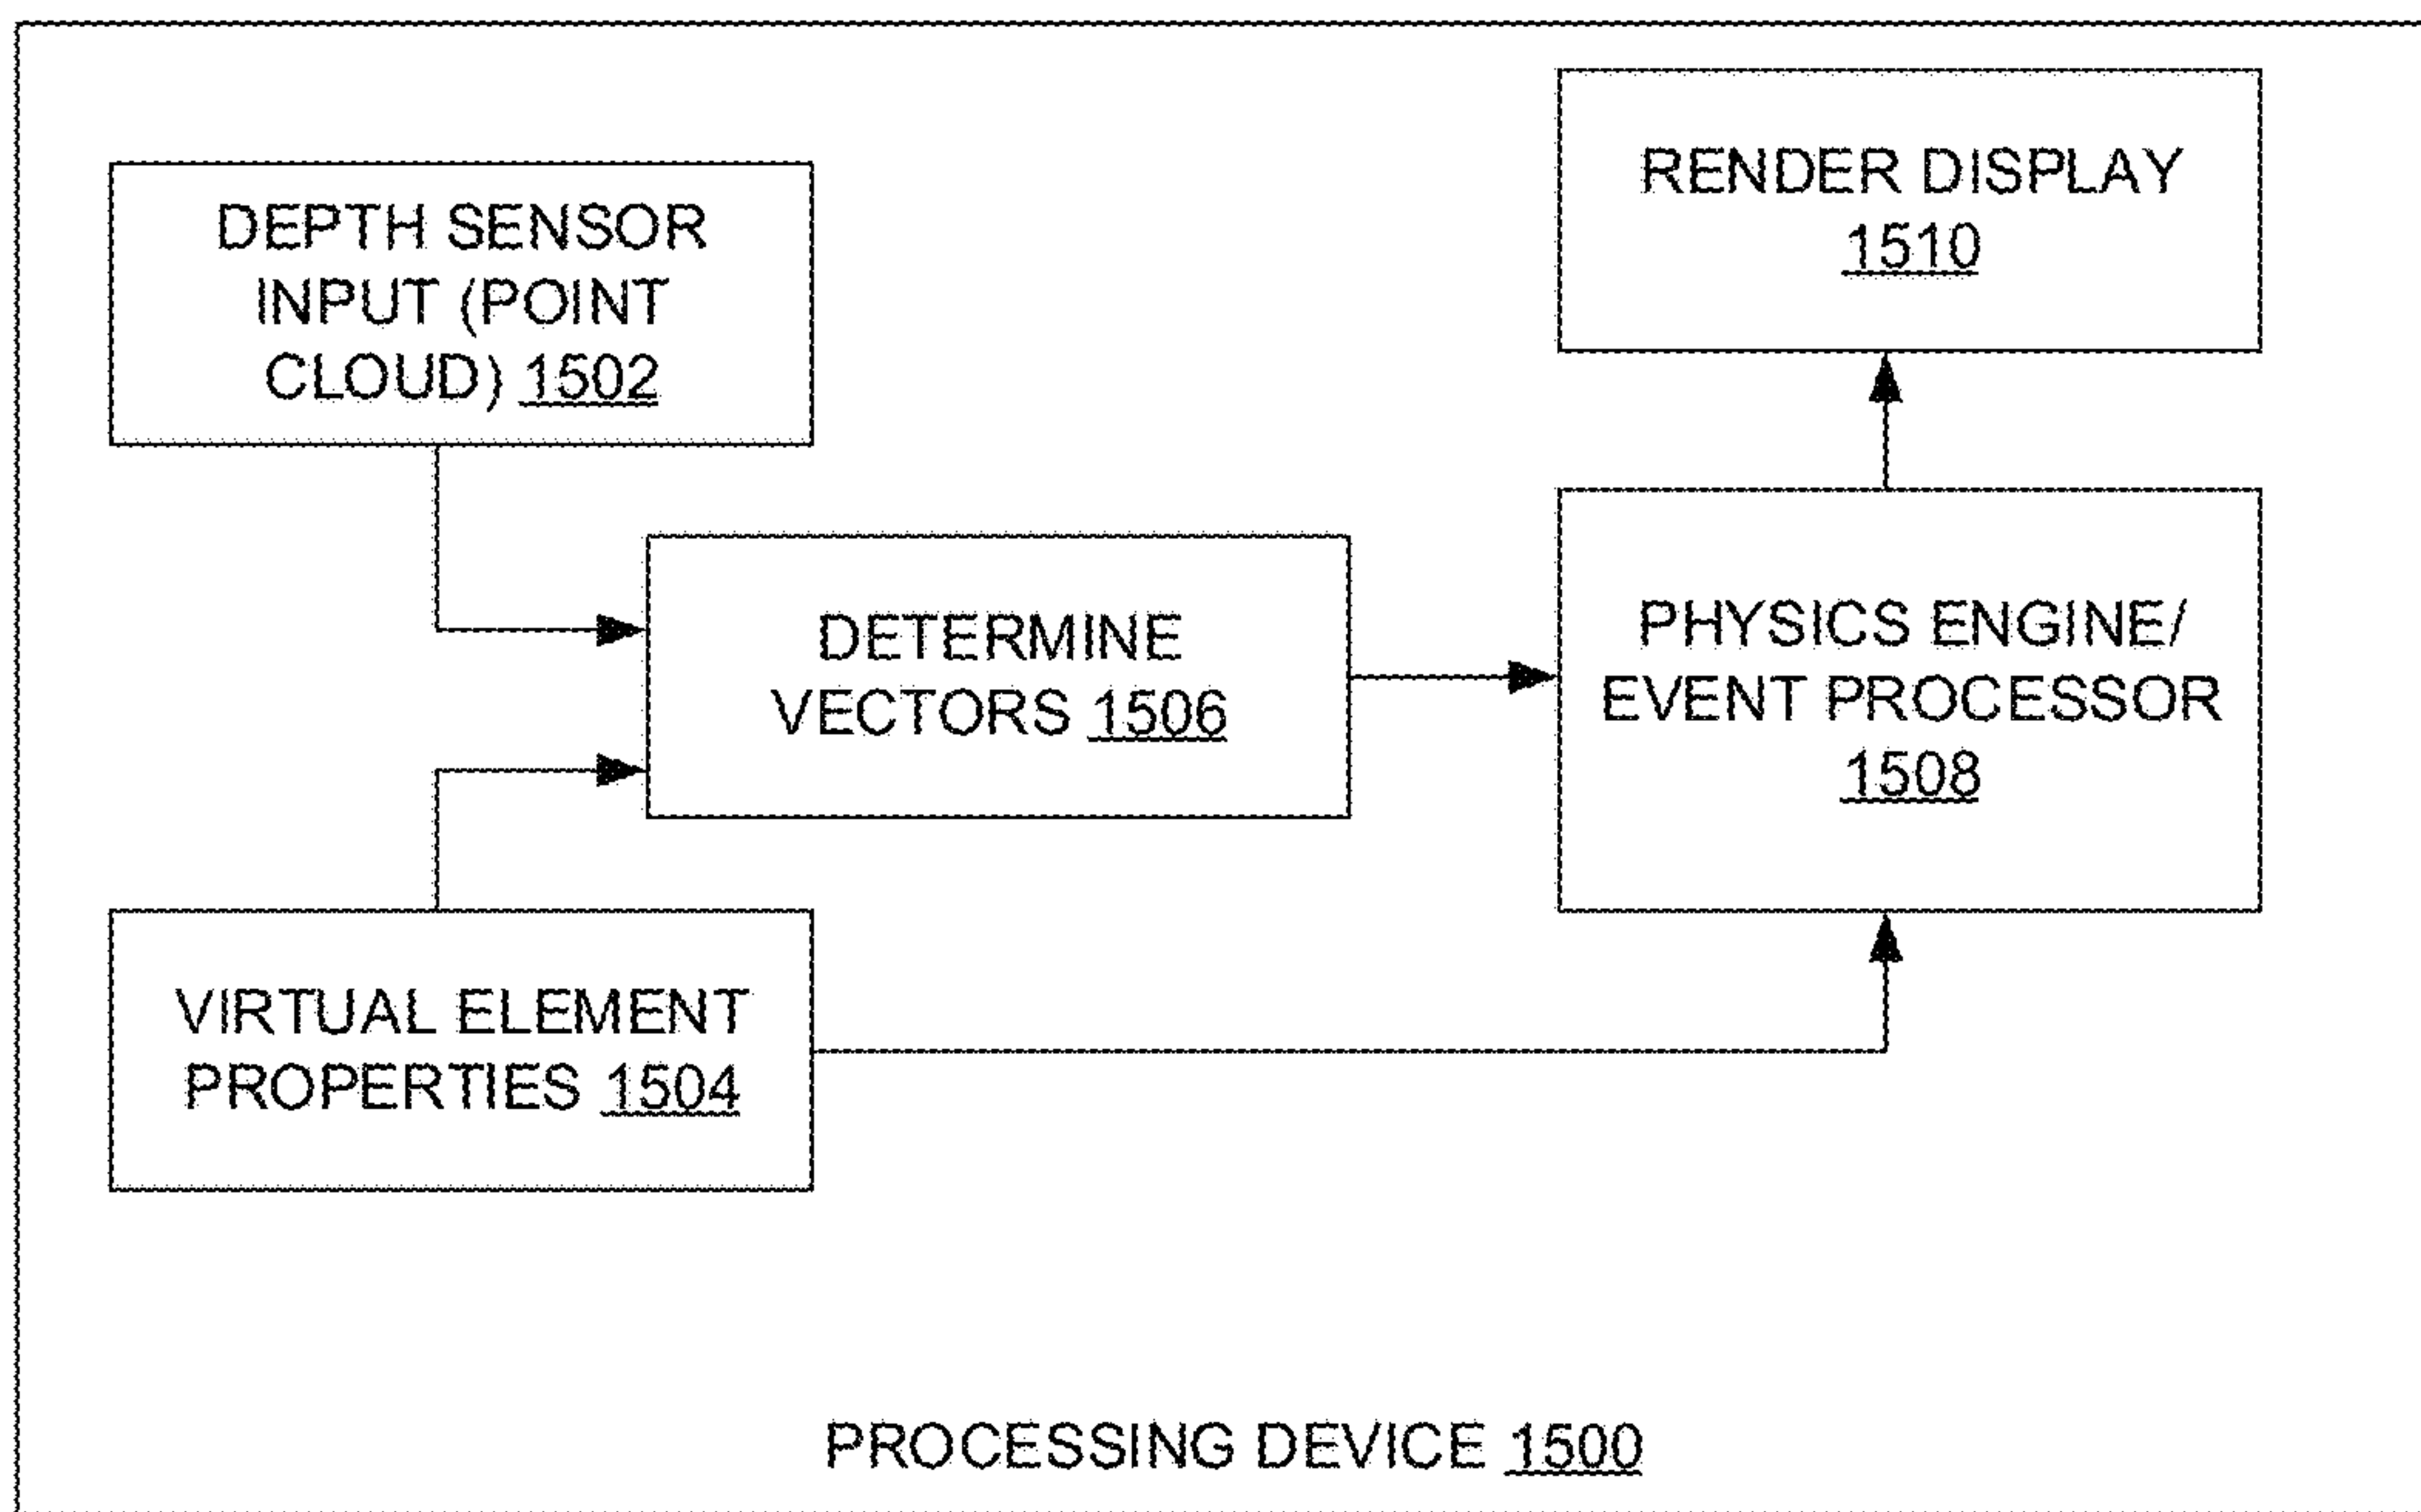 DEPTH SENSOR
INPUT (POINT
CLOUD) 1502
RENDER DISPLAY
1510
DETERMINE
VECTORS 1506
PHYSICS ENGINE/
EVENT PROCESSOR
1508
VIRTUAL ELEMENT
PROPERTIES 1504
PROCESSING DEVICE 1500